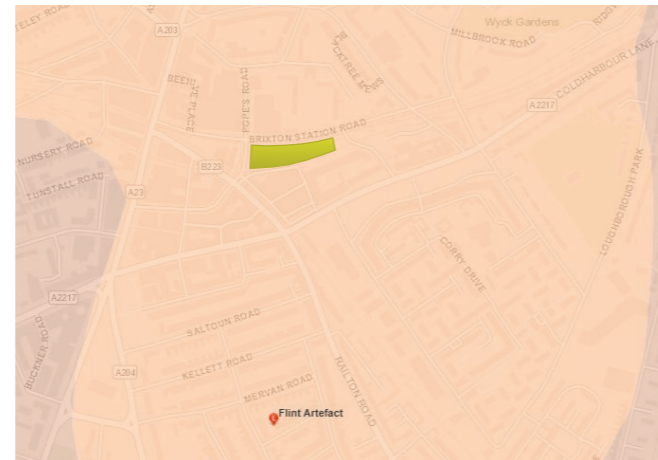 Wyck Gardens
MILLBROOK ROAD
COLDHARBOUR LANE
A2217
A203
POPE'S ROAD
BRIXTON STATION ROAD
B223
NURSERY ROAD
TUNSTALL ROAD
A23
LOUGHBOROUGH PARK
CORRY DRIVE
A2217
SALTOUN ROAD
BUCKNER ROAD
KELLETT ROAD
A204
MERVAN ROAD
RAILTON ROAD
Flint Artefact